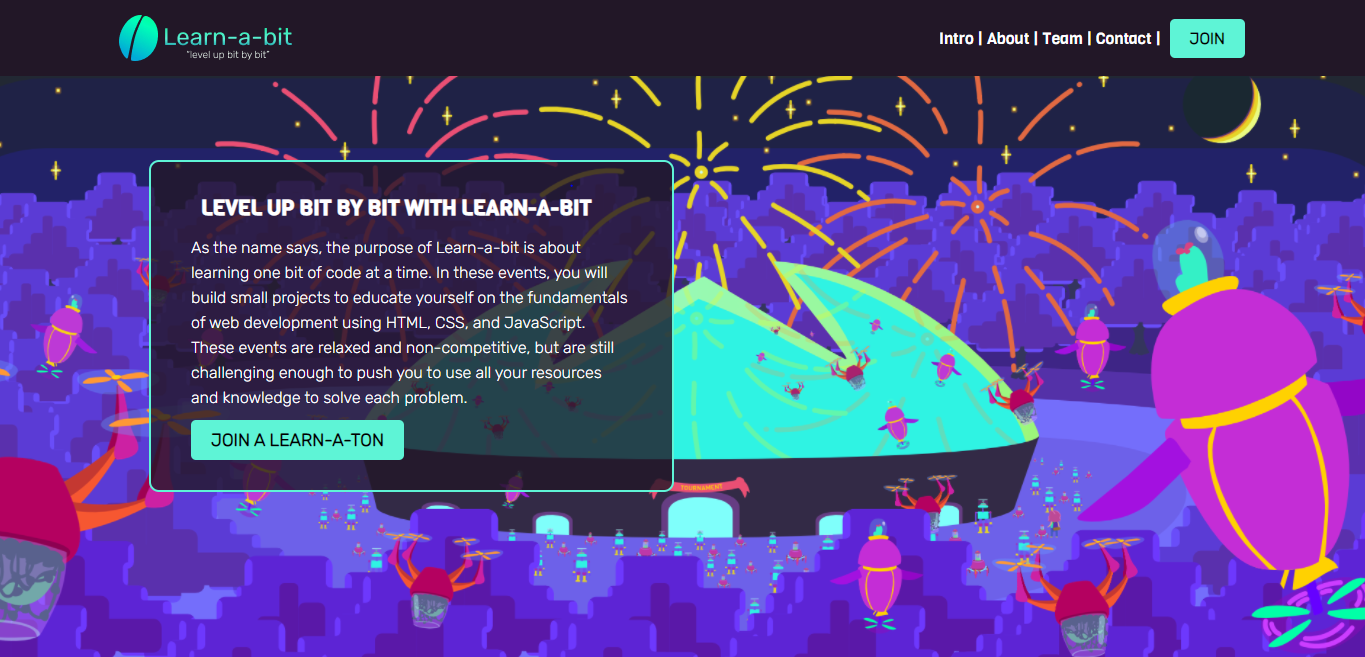 Learn-a-bit
"level up bit by bit"
Intro | About | Team | Contact | JOIN
LEVEL UP BIT BY BIT WITH LEARN-A-BIT
As the name says, the purpose of Learn-a-bit is about
learning one bit of code at a time. In these events, you will
build small projects to educate yourself on the fundamentals
of web development using HTML, CSS, and JavaScript.
These events are relaxed and non-competitive, but are still
challenging enough to push you to use all your resources
and knowledge to solve each problem.
JOIN A LEARN-A-TON
TOURNAMENT